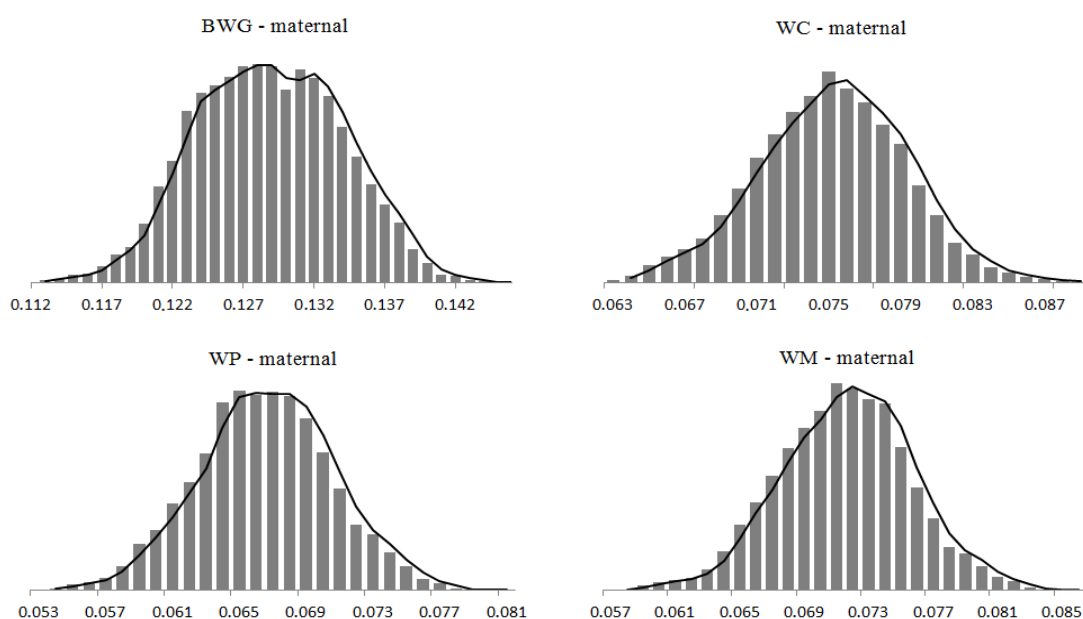 BWG - maternal
0.112 0.117 0.122 0.127 0.132 0.137 0.142
WC - maternal
0.063 0.067 0.071 0.075 0.079 0.083 0.087
WP - maternal
0.053 0.057 0.061 0.065 0.069 0.073 0.077 0.081
WM - maternal
0.057 0.061 0.065 0.069 0.073 0.077 0.081 0.085